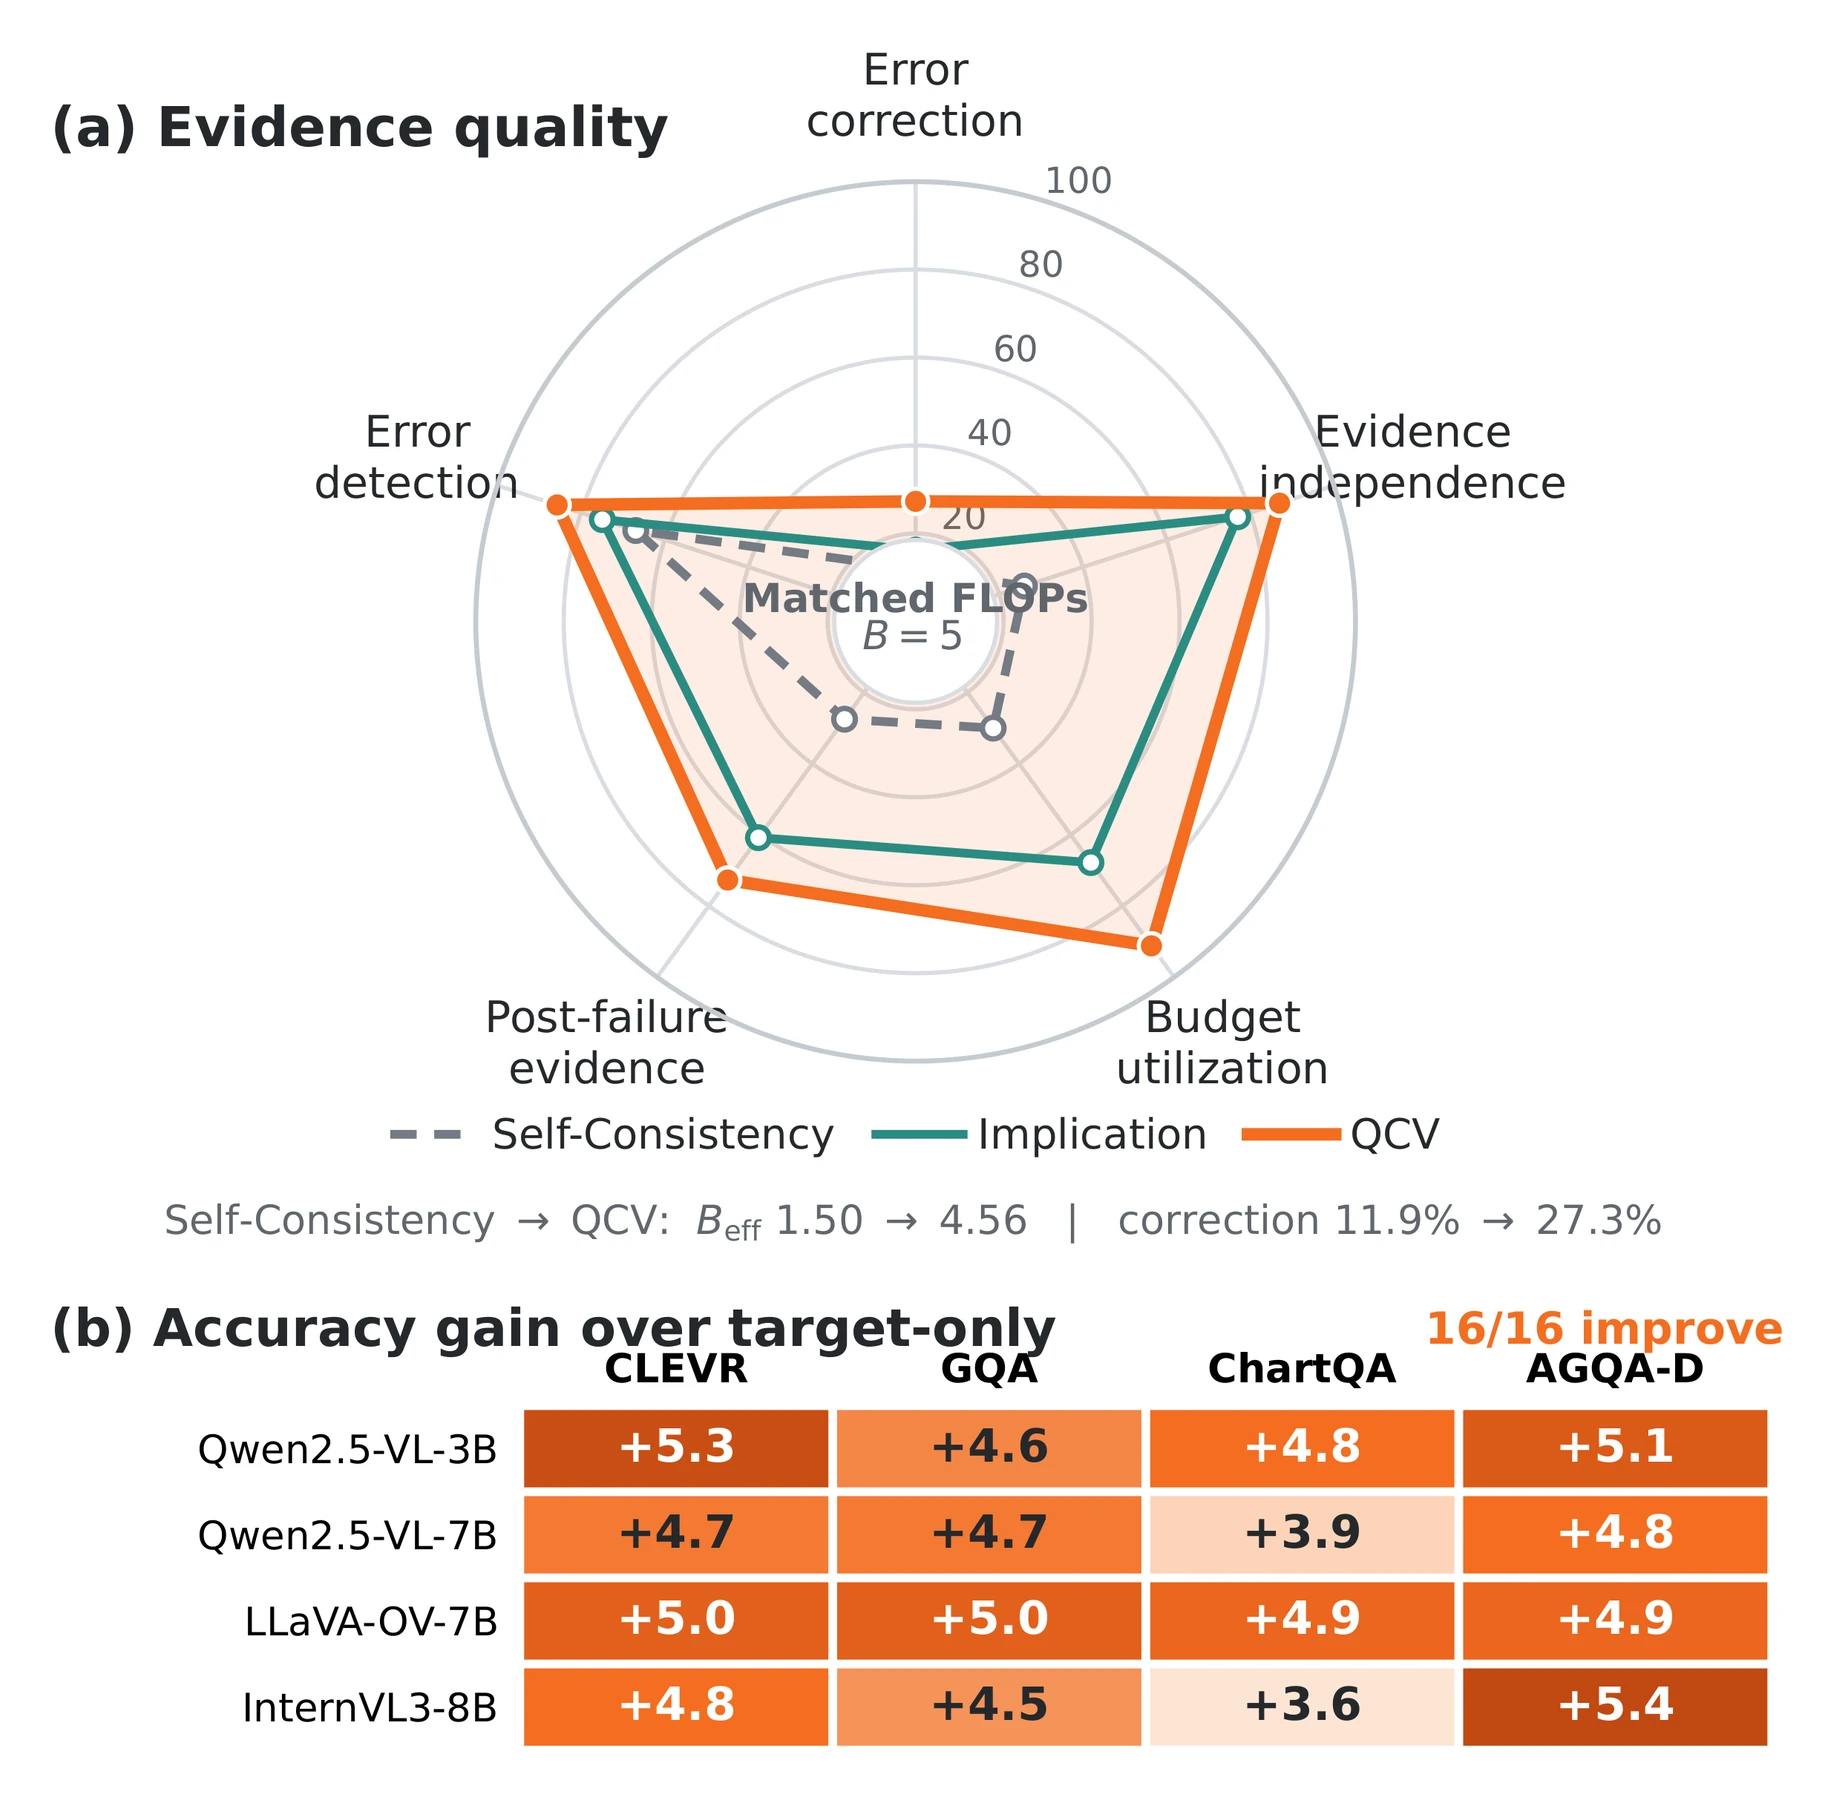 (a) Evidence quality
Error
correction
100
80
60
40
20
Error
detection
Evidence
independence
Matched FLOPs
B = 5
Post-failure
evidence
Budget
utilization
Self-Consistency Implication QCV
Self-Consistency → QCV: Beff 1.50 → 4.56 | correction 11.9% → 27.3%
(b) Accuracy gain over target-only 16/16 improve
CLEVR GQA ChartQA AGQA-D
Qwen2.5-VL-3B +5.3 +4.6 +4.8 +5.1
Qwen2.5-VL-7B +4.7 +4.7 +3.9 +4.8
LLaVA-OV-7B +5.0 +5.0 +4.9 +4.9
InternVL3-8B +4.8 +4.5 +3.6 +5.4